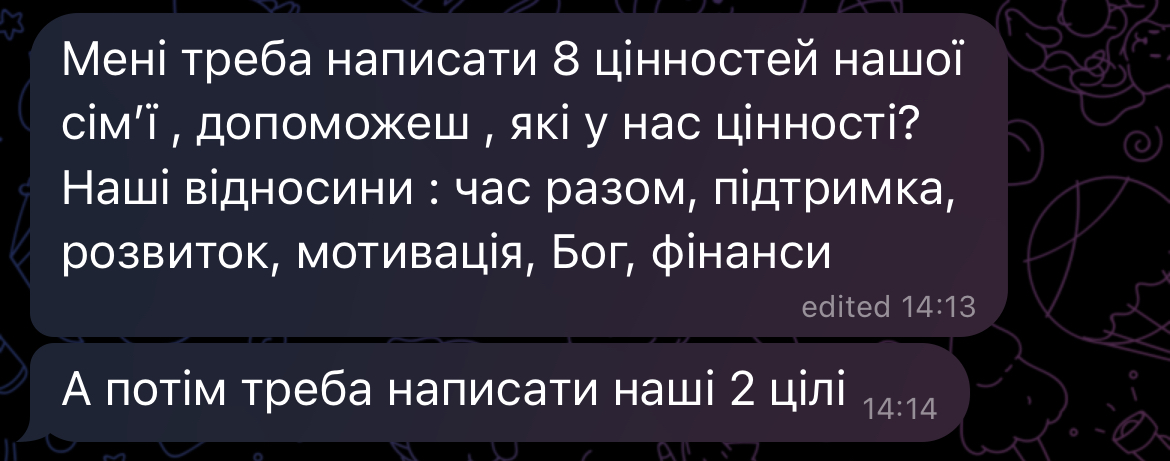 Мені треба написати 8 цінностей нашої
сім’ї , допоможеш , які у нас цінності?
Наші відносини : час разом, підтримка,
розвиток, мотивація, Бог, фінанси
edited 14:13
А потім треба написати наші 2 цілі 14:14